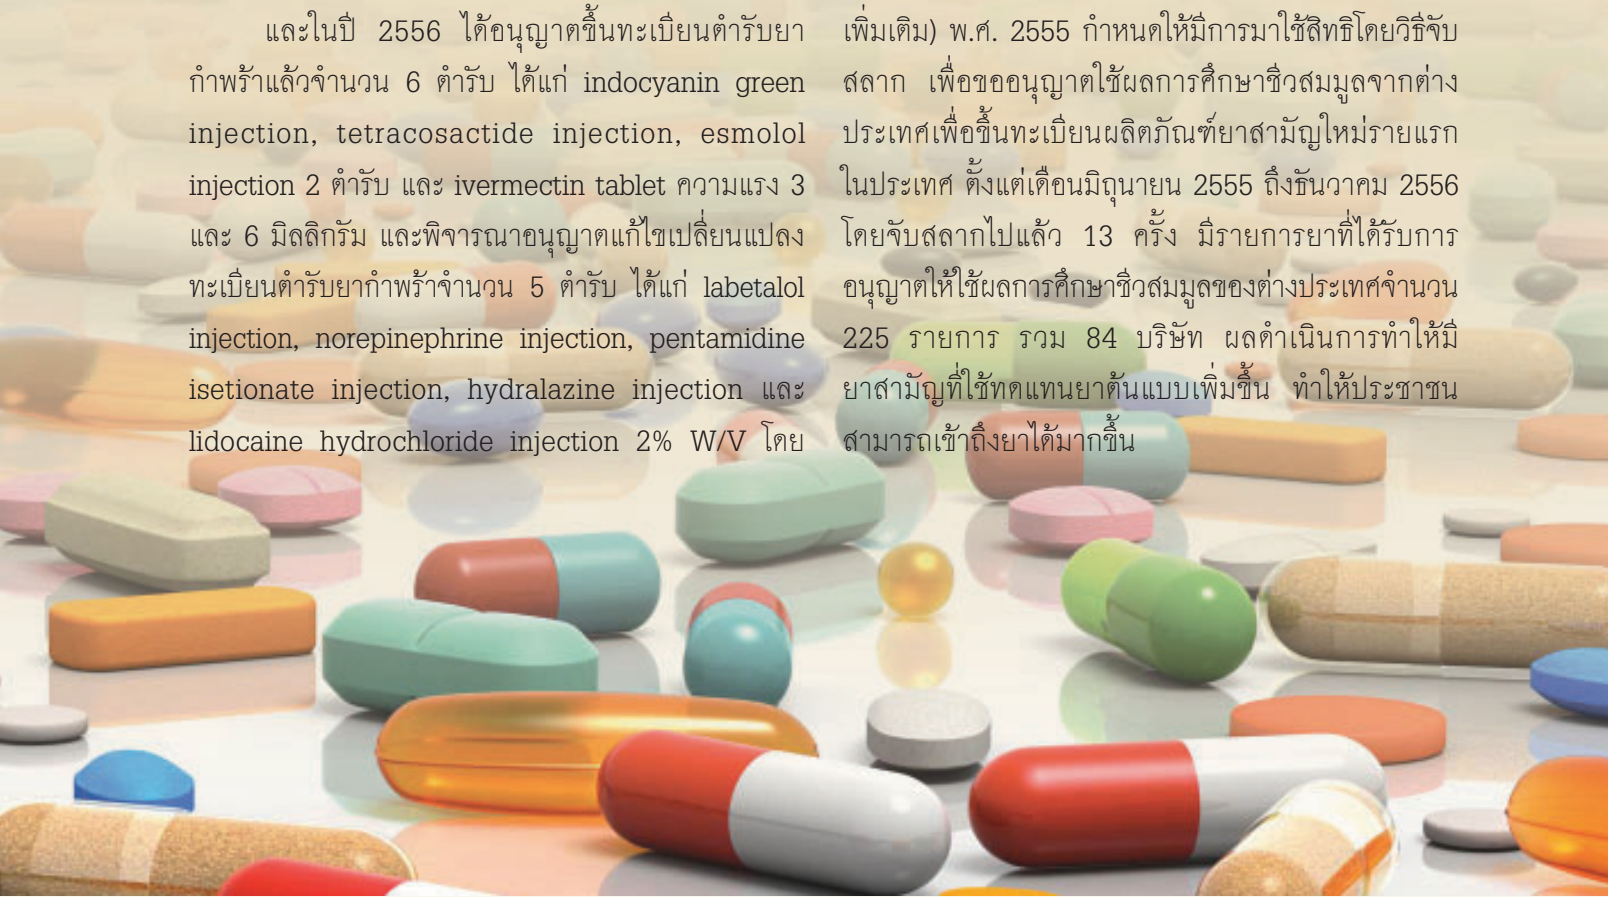 และในปี 2556 ได้อนุญาตขึ้นทะเบียนตำรับยา
กำพร้าแล้วจำนวน 6 ตำรับ ได้แก่ indocyanin green
injection, tetracosactide injection, esmolol
injection 2 ตำรับ และ ivermectin tablet ความแรง 3
และ 6 มิลลิกรัม และพิจารณาอนุญาตแก้ไขเปลี่ยนแปลง
ทะเบียนตำรับยากำพร้าจำนวน 5 ตำรับ ได้แก่ labetalol
injection, norepinephrine injection, pentamidine
isetionate injection, hydralazine injection และ
lidocaine hydrochloride injection 2% W/V โดย
เพิ่มเติม) พ.ศ. 2555 กำหนดให้มีการมาใช้สิทธิโดยวิธีจับ
สลาก เพื่อขออนุญาตใช้ผลการศึกษาชีวสมมูลจากต่าง
ประเทศเพื่อขึ้นทะเบียนผลิตภัณฑ์ยาสามัญใหม่รายแรก
ในประเทศ ตั้งแต่เดือนมิถุนายน 2555 ถึงธันวาคม 2556
โดยจับสลากไปแล้ว 13 ครั้ง มีรายการยาที่ได้รับการ
อนุญาตให้ใช้ผลการศึกษาชีวสมมูลของต่างประเทศจำนวน
225 รายการ รวม 84 บริษัท ผลดำเนินการทำให้มี
ยาสามัญที่ใช้ทดแทนยาต้นแบบเพิ่มขึ้น ทำให้ประชาชน
สามารถเข้าถึงยาได้มากขึ้น